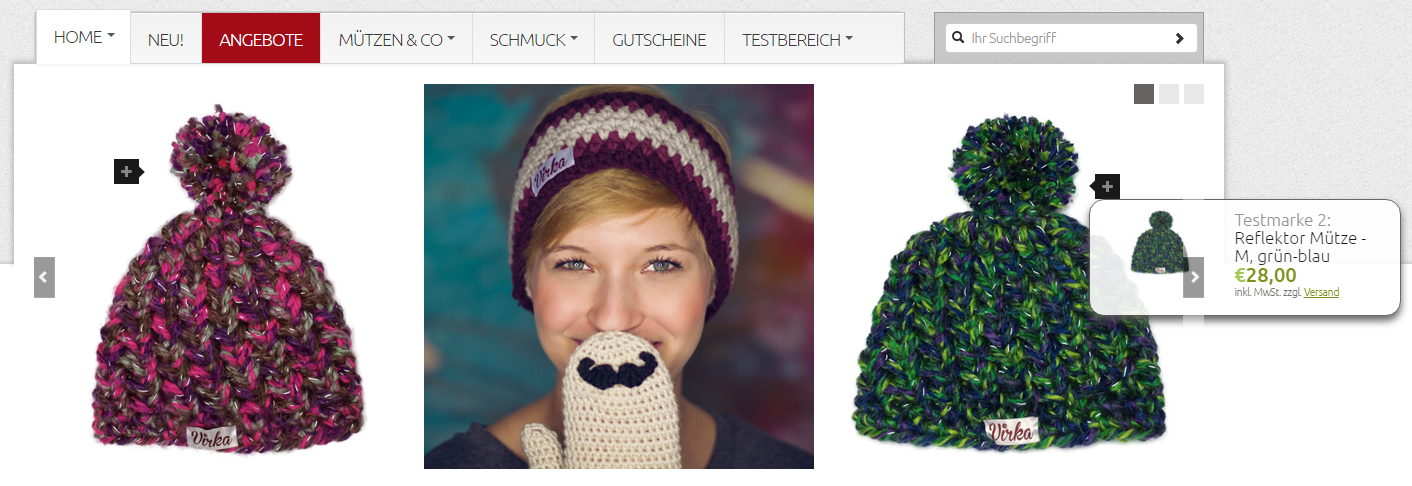 HOME
NEU!
ANGEBOTE
MÜTZEN & CO
SCHMUCK
GUTSCHEINE
TESTBEREICH
Ihr Suchbegriff
Virka
Virka
Virka
Testmarke 2:
Reflektor Mütze -
M, grün-blau
€28,00
inkl. MwSt. zzgl. Versand